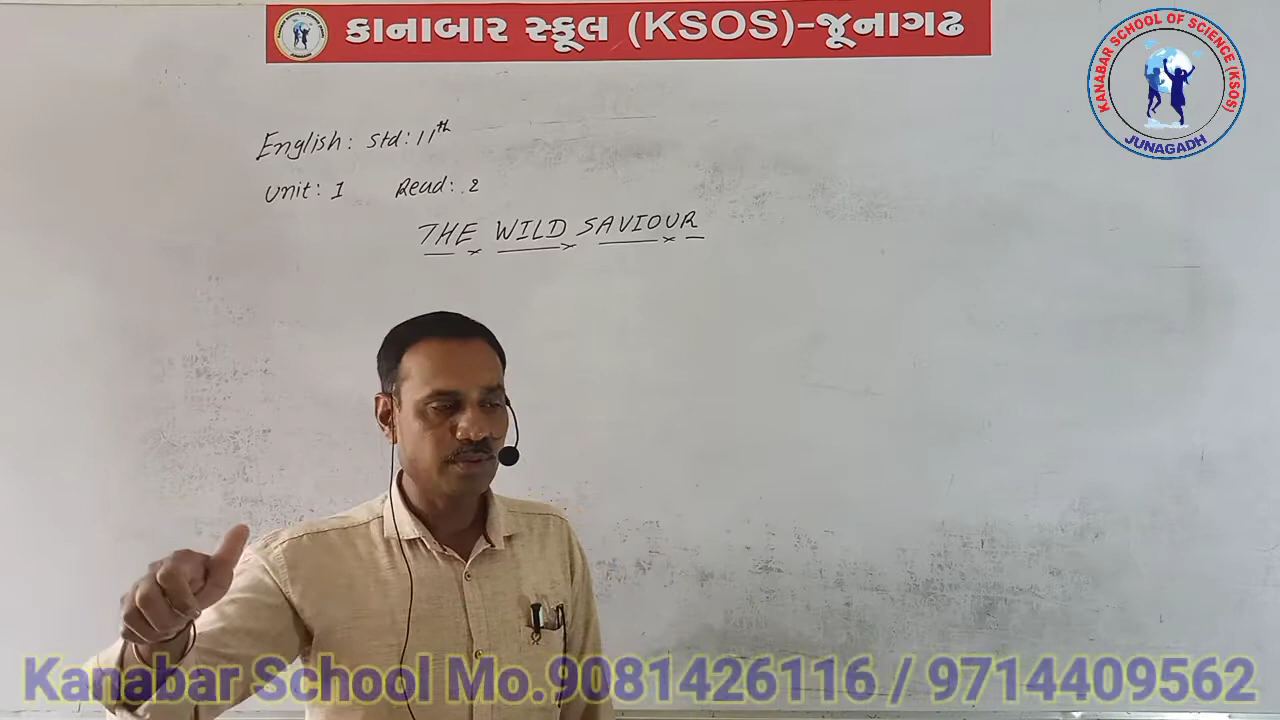 કાનાબાર સ્કૂલ (KSOS)-જૂનાગઢ
KANABAR SCHOOL OF SCIENCE (KSOS)
JUNAGADH
English: Std: 11th
Unit: 1 Read: 2
THE WILD SAVIOUR
Kanabar School Mo.9081426116 / 9714409562